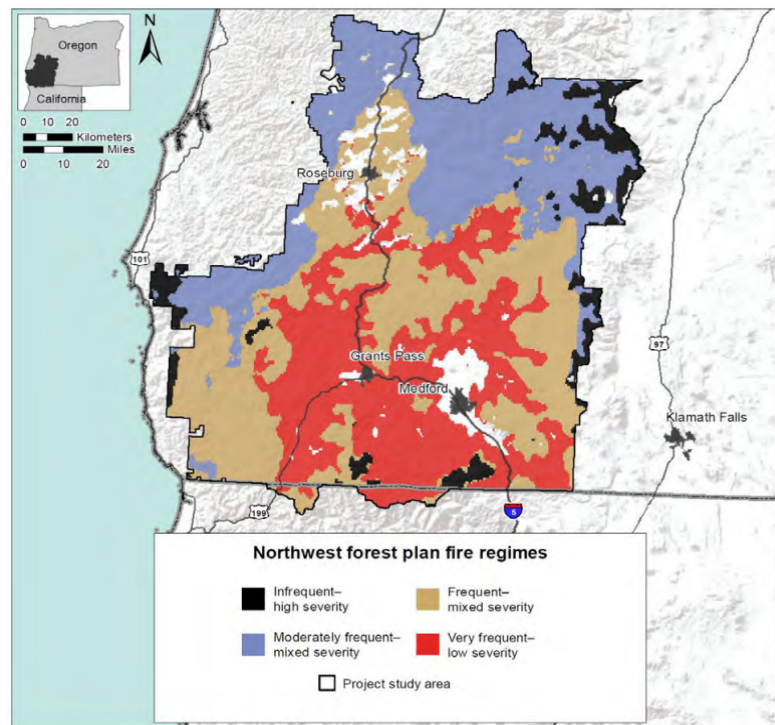 N
Oregon
California
0 10 20
Kilometers
Miles
0 10 20
Roseburg
101
97
Grants Pass
Medford
Klamath Falls
199
5
Northwest forest plan fire regimes
Infrequent–
high severity
Frequent–
mixed severity
Moderately frequent–
mixed severity
Very frequent–
low severity
Project study area